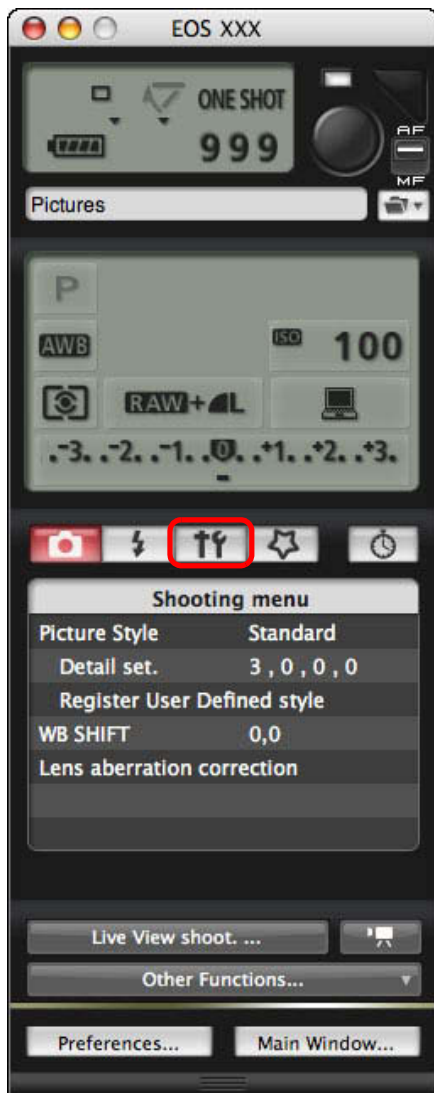 EOS XXX
ONE SHOT
999
AF
MF
Pictures
P
AWB
ISO 100
RAW+L
.-3. .-2. .-1. .0. .+1. .+2. .+3.
Shooting menu
Picture Style Standard
Detail set. 3 , 0 , 0 , 0
Register User Defined style
WB SHIFT 0,0
Lens aberration correction
Live View shoot. ...
Other Functions...
Preferences... Main Window...